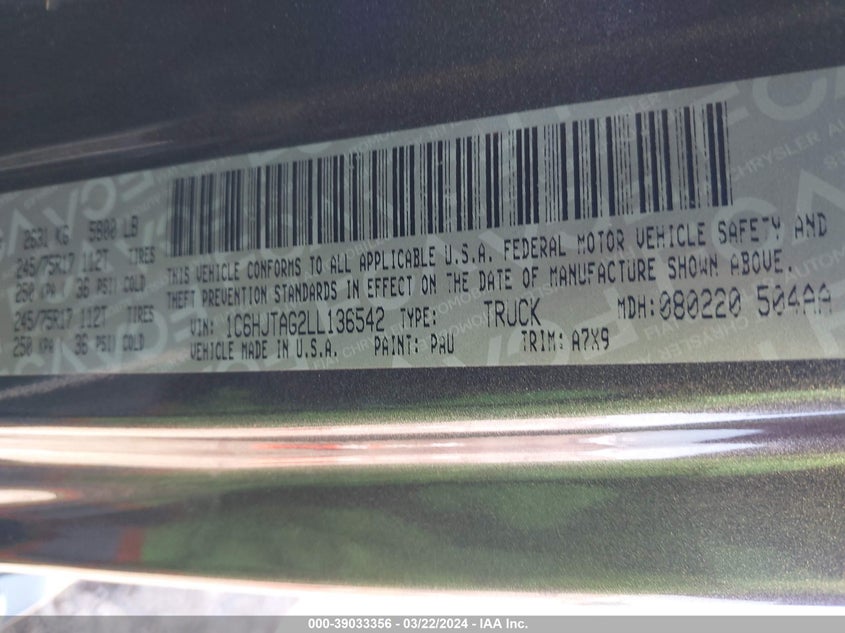 2631 KG 5800 LB
245/75R17 112T TIRES
250 KPA 36 PSI) COLD
245/75R17 112T TIRES
250 KPA 36 PSI) COLD
THIS VEHICLE CONFORMS TO ALL APPLICABLE U.S.A. FEDERAL MOTOR VEHICLE SAFETY AND
THEFT PREVENTION STANDARDS IN EFFECT ON THE DATE OF MANUFACTURE SHOWN ABOVE.
VIN: 1C6HJTAG2LL136542 TYPE: TRUCK MDH:080220 504AA
VEHICLE MADE IN U.S.A. PAINT: PAU TRIM: A7X9
000-39033356 - 03/22/2024 - IAA Inc.